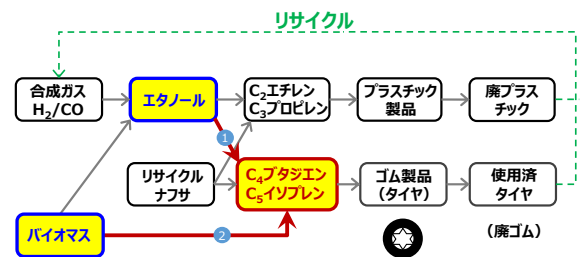 リサイクル
合成ガス
H₂/CO
エタノール
C₂エチレン
C₃プロピレン
プラスチック
製品
廃プラス
チック
1
リサイクル
ナフサ
C₄ブタジエン
C₅イソプレン
ゴム製品
（タイヤ）
使用済
タイヤ
バイオマス
2
（廃ゴム）